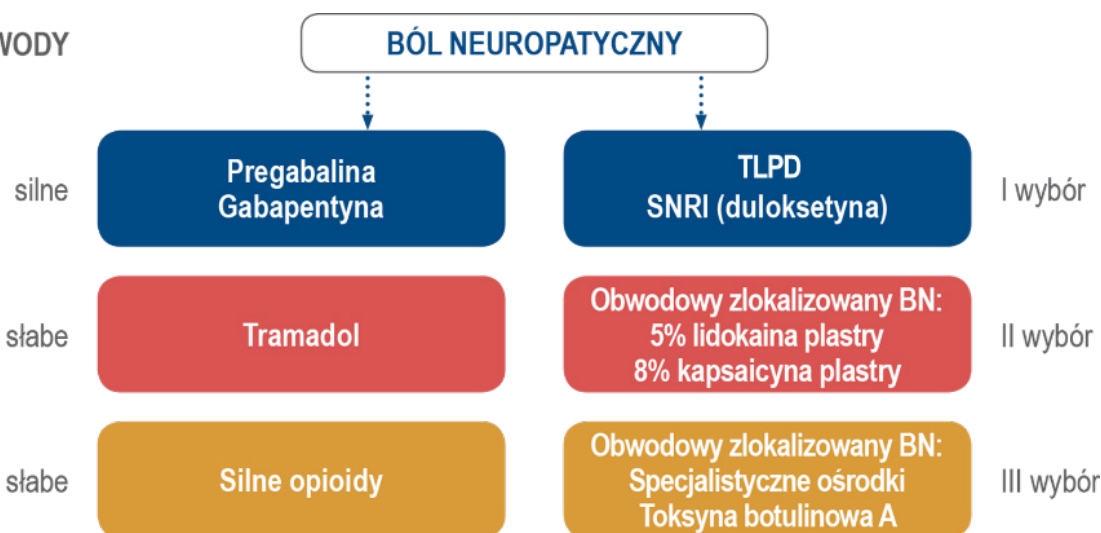 WODY
BÓL NEUROPATYCZNY
silne
Pregabalina
Gabapentyna
TLPD
SNRI (duloksetyna)
I wybór
słabe
Tramadol
Obwodowy zlokalizowany BN:
5% lidokaina plastry
8% kapsaicyna plastry
II wybór
słabe
Silne opioidy
Obwodowy zlokalizowany BN:
Specjalistyczne ośrodki
Toksyna botulinowa A
III wybór